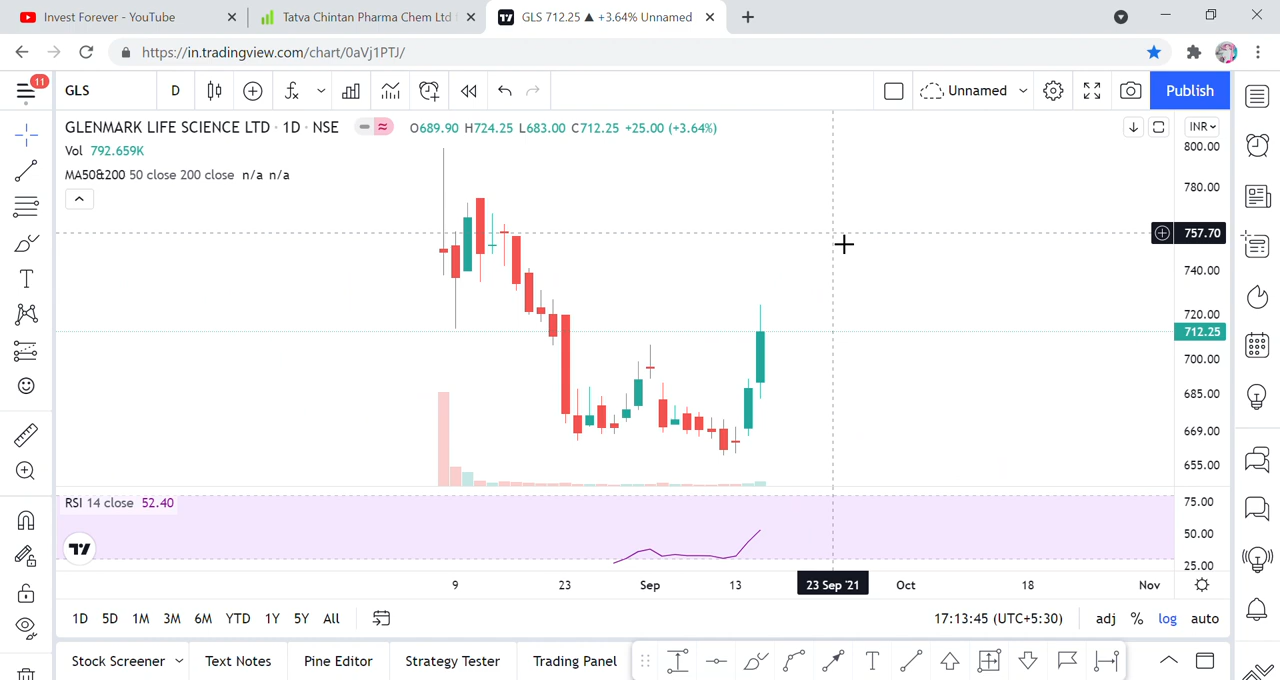 Invest Forever - YouTube
Tatva Chintan Pharma Chem Ltd
GLS 712.25 ▲ +3.64% Unnamed
https://in.tradingview.com/chart/0aVj1PTJ/
11
GLS
D
Unnamed
Publish
GLENMARK LIFE SCIENCE LTD · 1D · NSE
O689.90 H724.25 L683.00 C712.25 +25.00 (+3.64%)
INR
Vol 792.659K
MA50&200 50 close 200 close n/a n/a
800.00
780.00
757.70
740.00
720.00
712.25
700.00
685.00
669.00
655.00
RSI 14 close 52.40
75.00
50.00
25.00
9
23
Sep
13
23 Sep '21
Oct
18
Nov
1D 5D 1M 3M 6M YTD 1Y 5Y All
17:13:45 (UTC+5:30)
adj % log auto
Stock Screener
Text Notes
Pine Editor
Strategy Tester
Trading Panel